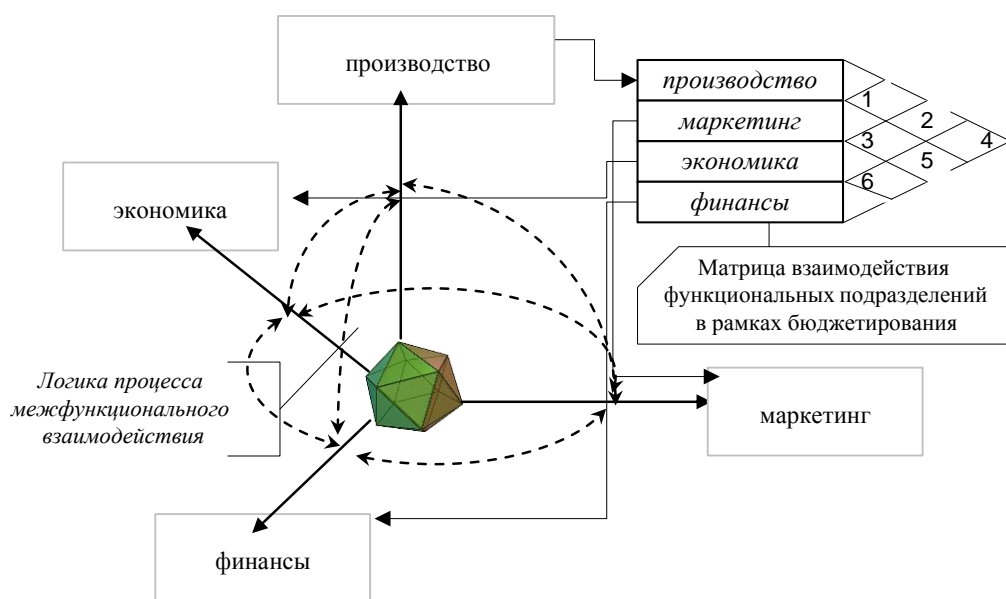 производство
производство
1
маркетинг
2
3
4
экономика
5
6
финансы
экономика
Матрица взаимодействия
функциональных подразделений
в рамках бюджетирования
Логика процесса
межфункционального
взаимодействия
маркетинг
финансы